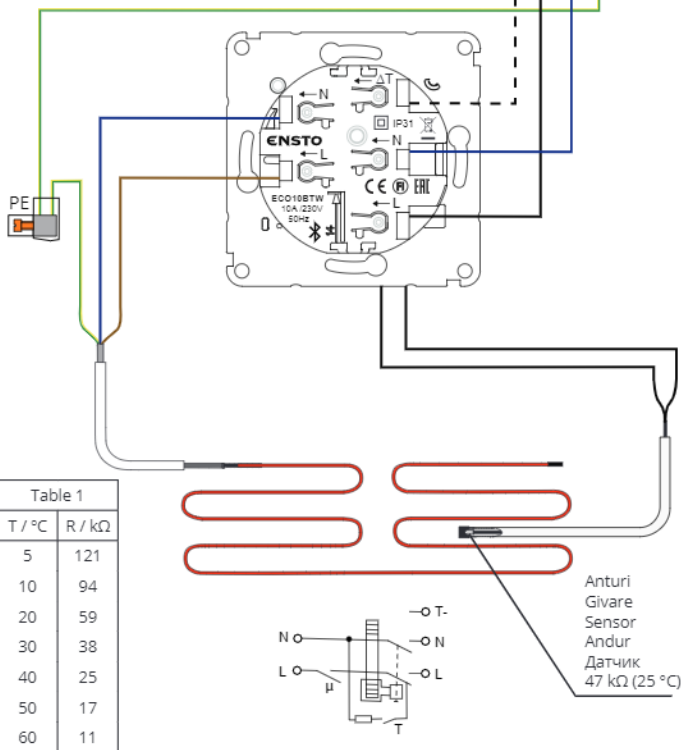 ΔT
N
N
IP31
ENSTO
L
ECO10BTW
10A /230V
50Hz
CE FI EAC
L
PE
Table 1
T / °C R / kΩ
5 121
10 94
20 59
30 38
40 25
50 17
60 11
T-
N N
L L
μ
T
Anturi
Givare
Sensor
Andur
Датчик
47 kΩ (25 °C)